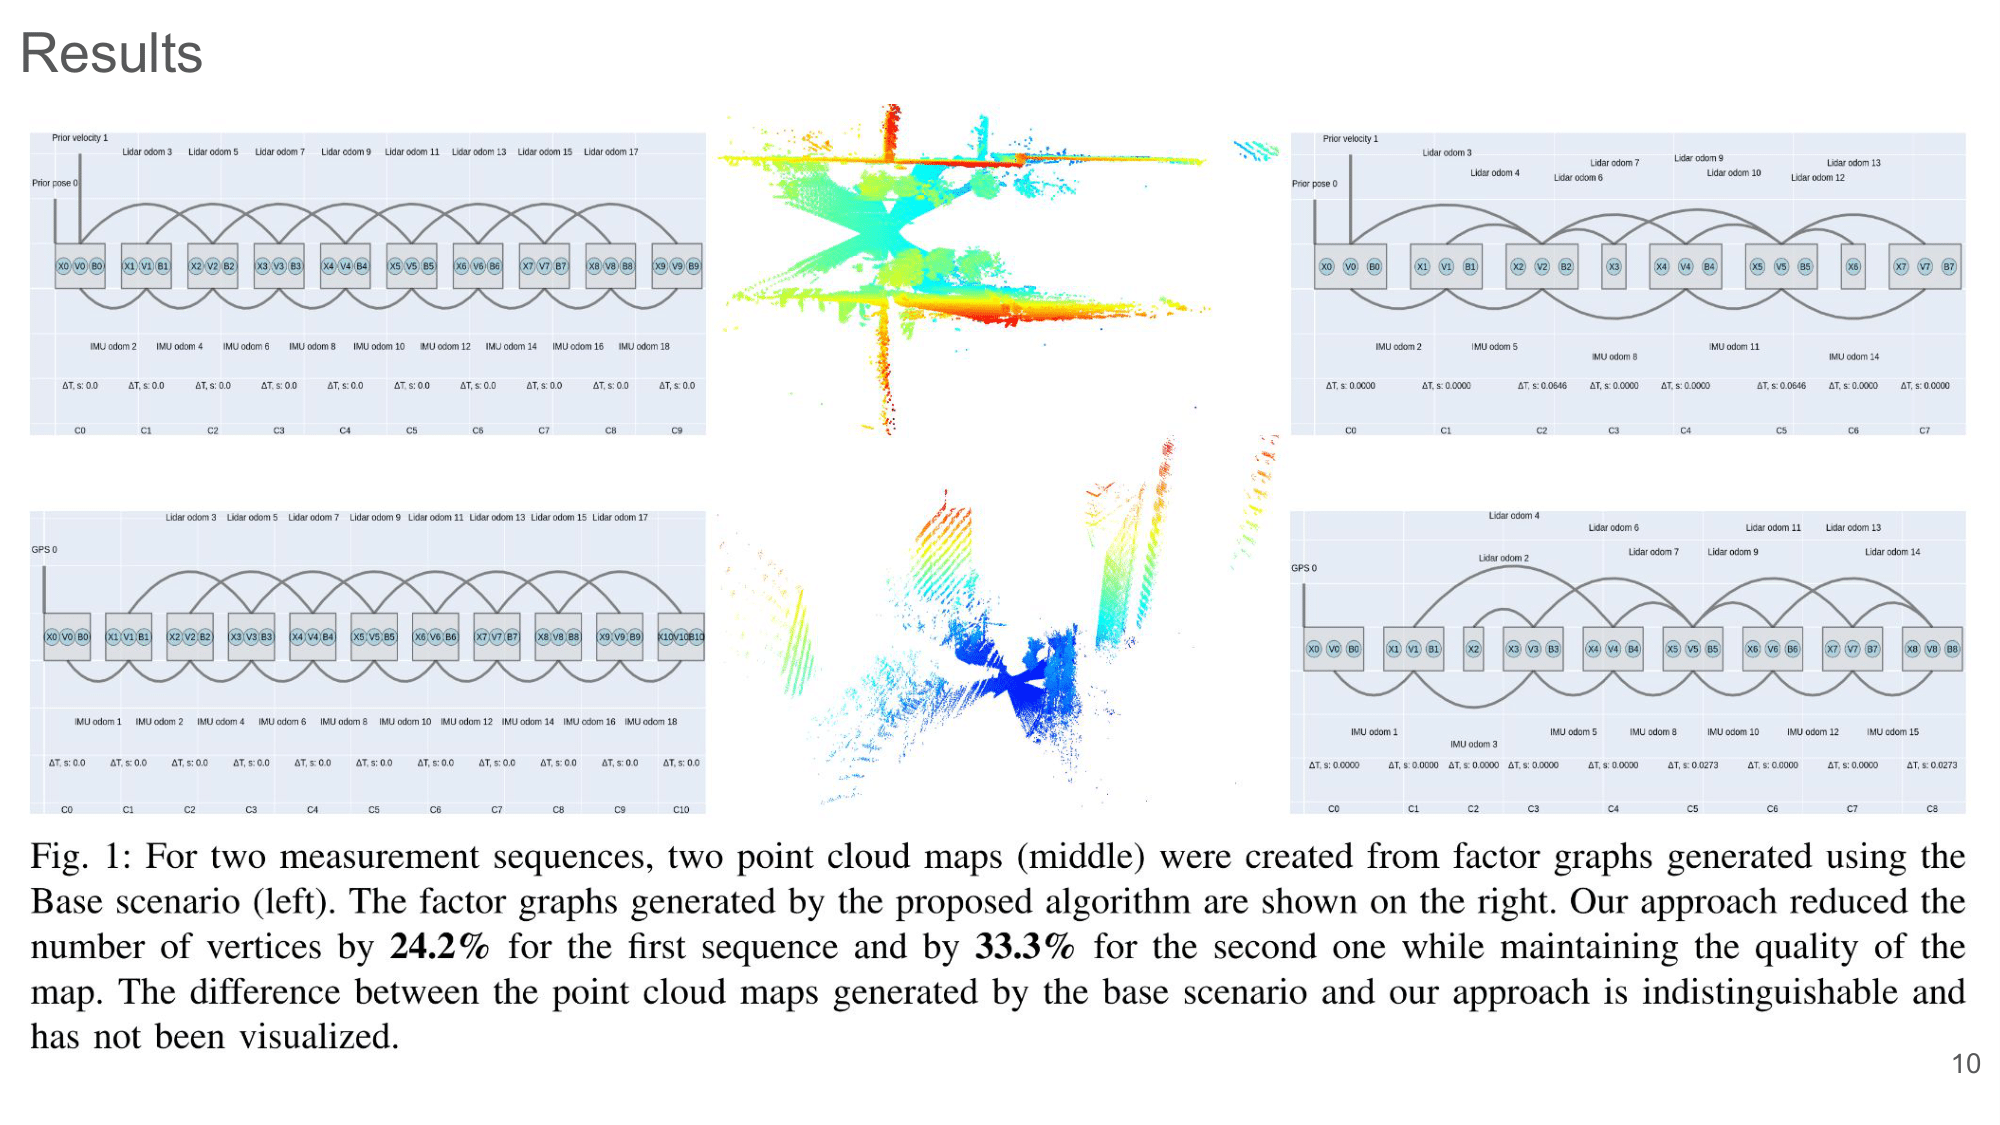 Results
Prior velocity 1
Lidar odom 3 Lidar odom 5 Lidar odom 7 Lidar odom 9 Lidar odom 11 Lidar odom 13 Lidar odom 15 Lidar odom 17
Prior pose 0
X0 V0 B0 X1 V1 B1 X2 V2 B2 X3 V3 B3 X4 V4 B4 X5 V5 B5 X6 V6 B6 X7 V7 B7 X8 V8 B8 X9 V9 B9
IMU odom 2 IMU odom 4 IMU odom 6 IMU odom 8 IMU odom 10 IMU odom 12 IMU odom 14 IMU odom 16 IMU odom 18
ΔT, s: 0.0 ΔT, s: 0.0 ΔT, s: 0.0 ΔT, s: 0.0 ΔT, s: 0.0 ΔT, s: 0.0 ΔT, s: 0.0 ΔT, s: 0.0 ΔT, s: 0.0 ΔT, s: 0.0
C0 C1 C2 C3 C4 C5 C6 C7 C8 C9
Prior velocity 1
Lidar odom 3
Lidar odom 9
Lidar odom 7 Lidar odom 13
Lidar odom 4 Lidar odom 10
Lidar odom 6 Lidar odom 12
Prior pose 0
X0 V0 B0 X1 V1 B1 X2 V2 B2 X3 X4 V4 B4 X5 V5 B5 X6 X7 V7 B7
IMU odom 2 IMU odom 5 IMU odom 11
IMU odom 8 IMU odom 14
ΔT, s: 0.0000 ΔT, s: 0.0000 ΔT, s: 0.0646 ΔT, s: 0.0000 ΔT, s: 0.0000 ΔT, s: 0.0646 ΔT, s: 0.0000 ΔT, s: 0.0000
C0 C1 C2 C3 C4 C5 C6 C7
Lidar odom 3 Lidar odom 5 Lidar odom 7 Lidar odom 9 Lidar odom 11 Lidar odom 13 Lidar odom 15 Lidar odom 17
GPS 0
X0 V0 B0 X1 V1 B1 X2 V2 B2 X3 V3 B3 X4 V4 B4 X5 V5 B5 X6 V6 B6 X7 V7 B7 X8 V8 B8 X9 V9 B9 X10 V10 B10
IMU odom 1 IMU odom 2 IMU odom 4 IMU odom 6 IMU odom 8 IMU odom 10 IMU odom 12 IMU odom 14 IMU odom 16 IMU odom 18
ΔT, s: 0.0 ΔT, s: 0.0 ΔT, s: 0.0 ΔT, s: 0.0 ΔT, s: 0.0 ΔT, s: 0.0 ΔT, s: 0.0 ΔT, s: 0.0 ΔT, s: 0.0 ΔT, s: 0.0 ΔT, s: 0.0
C0 C1 C2 C3 C4 C5 C6 C7 C8 C9 C10
Lidar odom 4
Lidar odom 6 Lidar odom 11 Lidar odom 13
Lidar odom 7 Lidar odom 9 Lidar odom 14
Lidar odom 2
GPS 0
X0 V0 B0 X1 V1 B1 X2 X3 V3 B3 X4 V4 B4 X5 V5 B5 X6 V6 B6 X7 V7 B7 X8 V8 B8
IMU odom 1 IMU odom 5 IMU odom 8 IMU odom 10 IMU odom 12 IMU odom 15
IMU odom 3
ΔT, s: 0.0000 ΔT, s: 0.0000 ΔT, s: 0.0000 ΔT, s: 0.0000 ΔT, s: 0.0000 ΔT, s: 0.0273 ΔT, s: 0.0000 ΔT, s: 0.0000 ΔT, s: 0.0273
C0 C1 C2 C3 C4 C5 C6 C7 C8
Fig. 1: For two measurement sequences, two point cloud maps (middle) were created from factor graphs generated using the
Base scenario (left). The factor graphs generated by the proposed algorithm are shown on the right. Our approach reduced the
number of vertices by 24.2% for the first sequence and by 33.3% for the second one while maintaining the quality of the
map. The difference between the point cloud maps generated by the base scenario and our approach is indistinguishable and
has not been visualized.
10